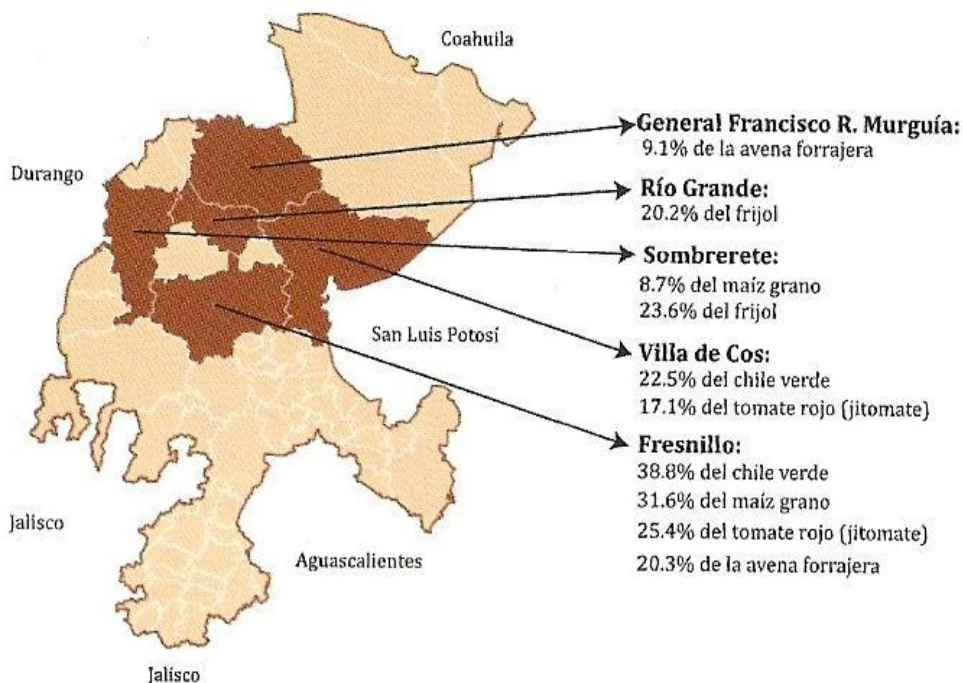 Coahuila
Durango
San Luis Potosí
Jalisco
Aguascalientes
Jalisco
General Francisco R. Murguía:
9.1% de la avena forrajera
Río Grande:
20.2% del frijol
Sombrerete:
8.7% del maíz grano
23.6% del frijol
Villa de Cos:
22.5% del chile verde
17.1% del tomate rojo (jitomate)
Fresnillo:
38.8% del chile verde
31.6% del maíz grano
25.4% del tomate rojo (jitomate)
20.3% de la avena forrajera